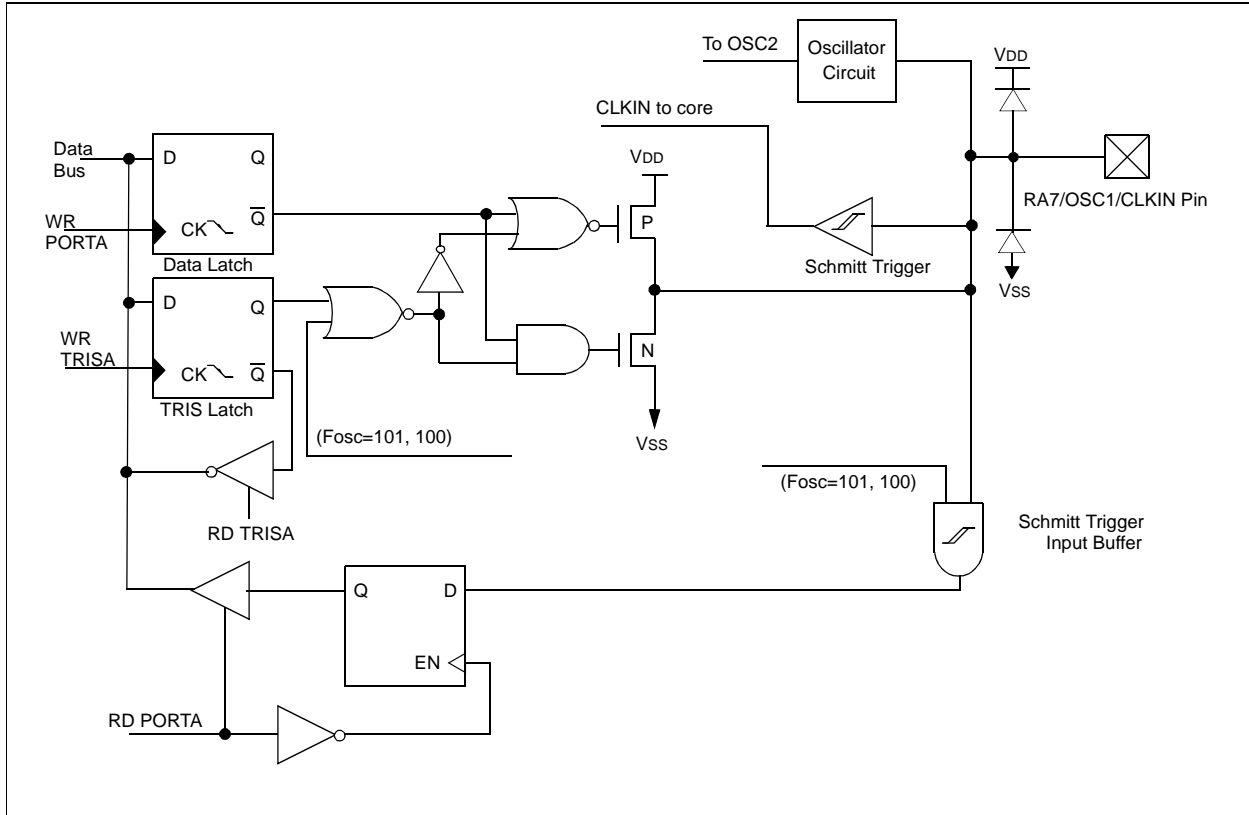 To OSC2
Oscillator
Circuit
VDD
CLKIN to core
Data
Bus
D
Q
VDD
WR
PORTA
CK
Q
P
RA7/OSC1/CLKIN Pin
Data Latch
Schmitt Trigger
D
Q
VSS
WR
TRISA
CK
Q
N
TRIS Latch
(Fosc=101, 100)
VSS
(Fosc=101, 100)
RD TRISA
Schmitt Trigger
Input Buffer
Q
D
EN
RD PORTA